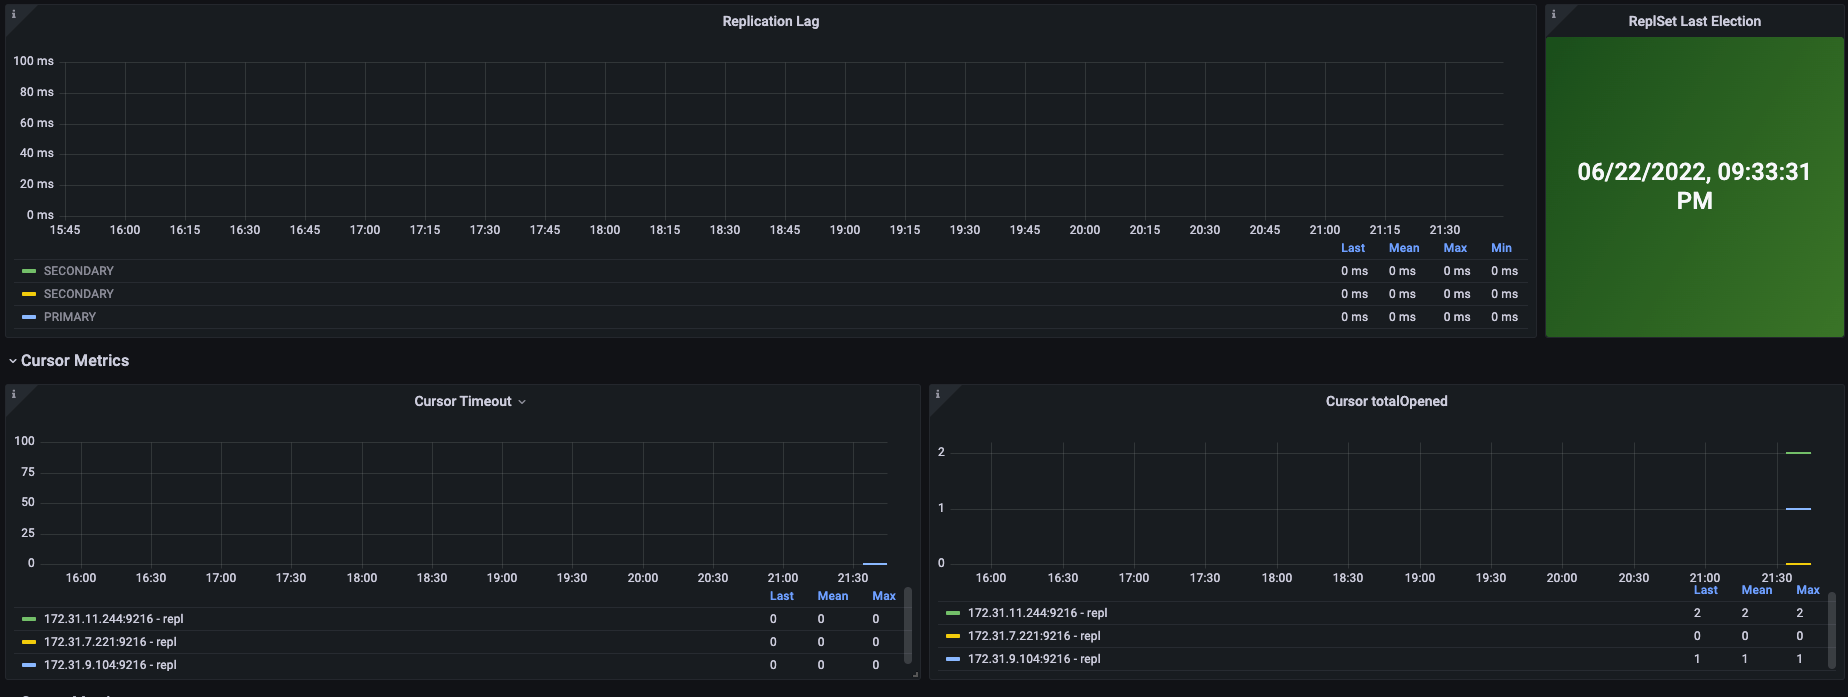 Replication Lag
100 ms
80 ms
60 ms
40 ms
20 ms
0 ms
15:45 16:00 16:15 16:30 16:45 17:00 17:15 17:30 17:45 18:00 18:15 18:30 18:45 19:00 19:15 19:30 19:45 20:00 20:15 20:30 20:45 21:00 21:15 21:30
Last Mean Max Min
SECONDARY 0 ms 0 ms 0 ms 0 ms
SECONDARY 0 ms 0 ms 0 ms 0 ms
PRIMARY 0 ms 0 ms 0 ms 0 ms
ReplSet Last Election
06/22/2022, 09:33:31
PM
Cursor Metrics
Cursor Timeout
100
75
50
25
0
16:00 16:30 17:00 17:30 18:00 18:30 19:00 19:30 20:00 20:30 21:00 21:30
Last Mean Max
172.31.11.244:9216 - repl 0 0 0
172.31.7.221:9216 - repl 0 0 0
172.31.9.104:9216 - repl 0 0 0
Cursor totalOpened
2
1
0
16:00 16:30 17:00 17:30 18:00 18:30 19:00 19:30 20:00 20:30 21:00 21:30
Last Mean Max
172.31.11.244:9216 - repl 2 2 2
172.31.7.221:9216 - repl 0 0 0
172.31.9.104:9216 - repl 1 1 1